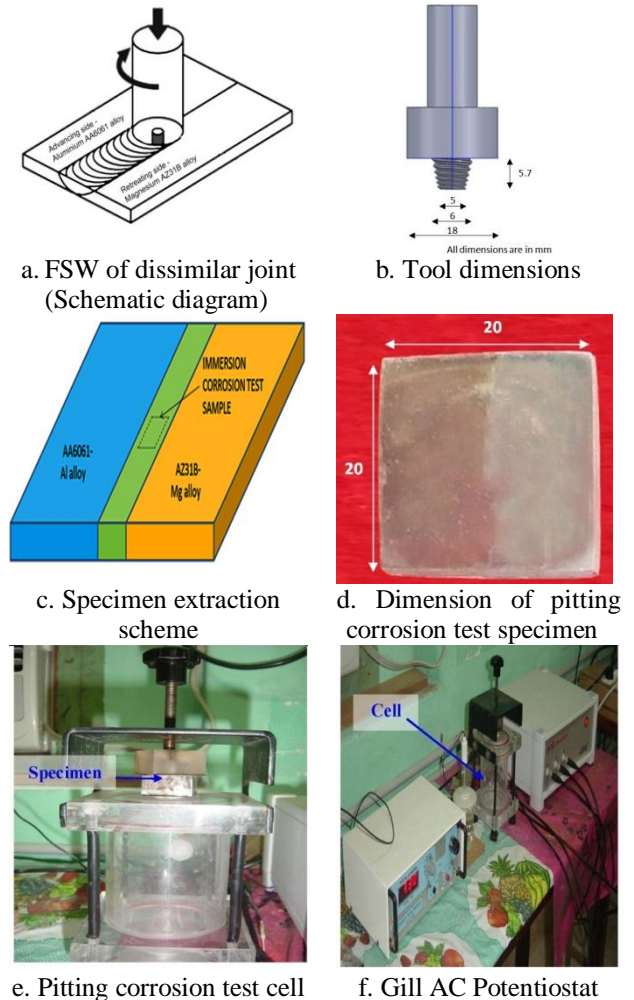 Advancing side -
Aluminium AA6061 alloy
Retreating side -
Magnesium AZ31B alloy
5.7
5
6
18
All dimensions are in mm
a. FSW of dissimilar joint
(Schematic diagram)
b. Tool dimensions
IMMERSION
CORROSION TEST
SAMPLE
AA6061-
Al alloy
AZ31B-
Mg alloy
20
20
c. Specimen extraction
scheme
d. Dimension of pitting
corrosion test specimen
Specimen
Cell
e. Pitting corrosion test cell
f. Gill AC Potentiostat